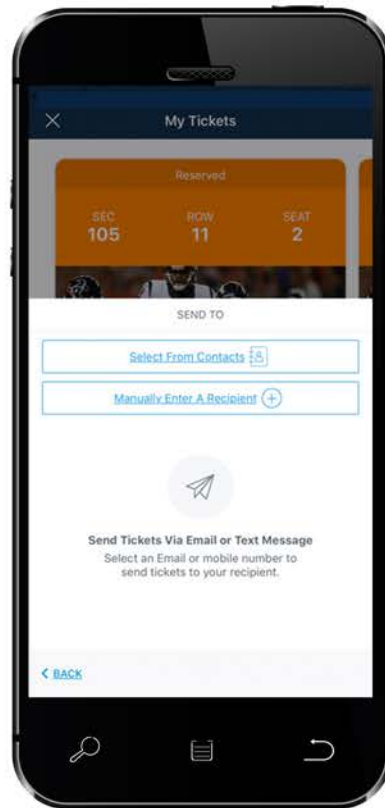 My Tickets
Reserved
SEC ROW SEAT
105 11 2
SEND TO
Select From Contacts
Manually Enter A Recipient
Send Tickets Via Email or Text Message
Select an Email or mobile number to
send tickets to your recipient.
BACK